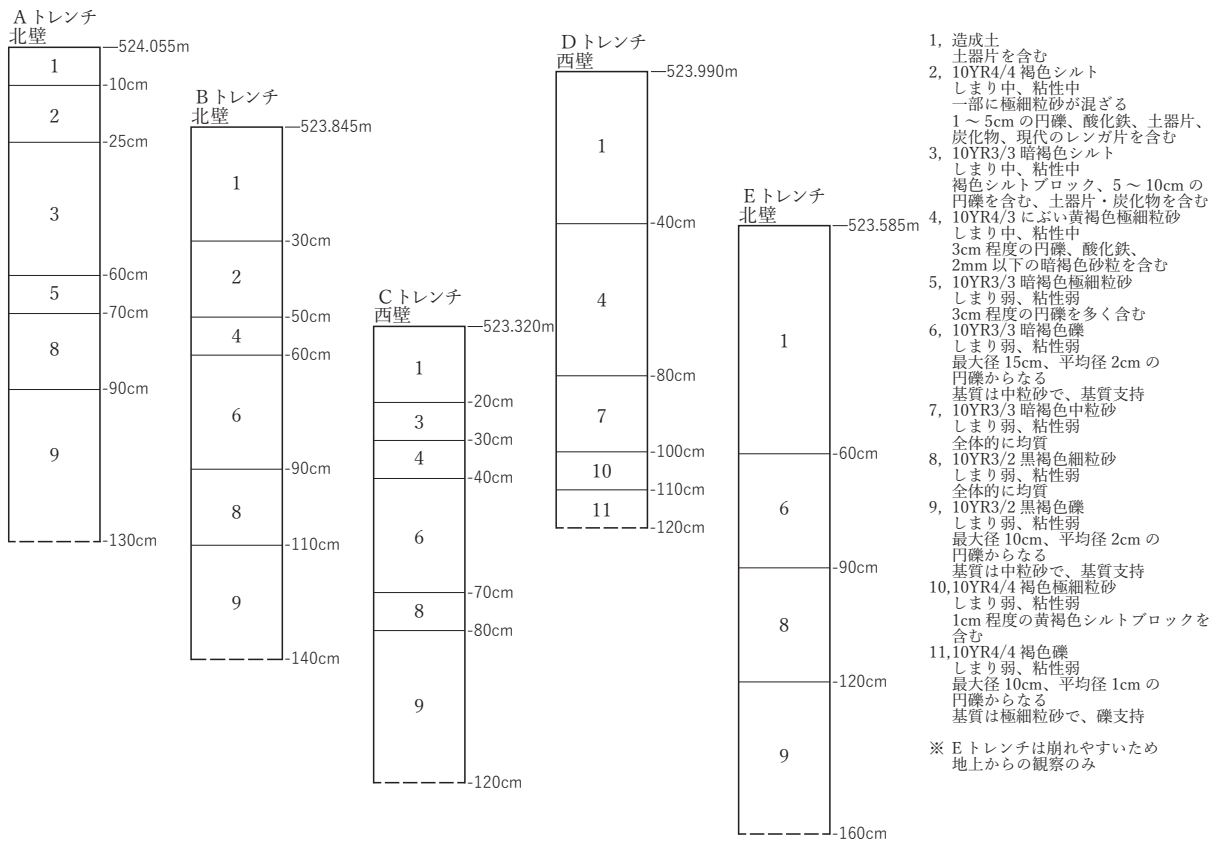 A トレンチ
北壁
524.055m
1
-10cm
2
-25cm
3
-60cm
5
-70cm
8
-90cm
9
-130cm
B トレンチ
北壁
523.845m
1
-30cm
2
-50cm
4
-60cm
6
-90cm
8
-110cm
9
-140cm
C トレンチ
西壁
523.320m
1
-20cm
3
-30cm
4
-40cm
6
-70cm
8
-80cm
9
-120cm
D トレンチ
西壁
523.990m
1
-40cm
4
-80cm
7
-100cm
10
-110cm
11
-120cm
E トレンチ
北壁
523.585m
1
-60cm
6
-90cm
8
-120cm
9
-160cm
1, 造成土
土器片を含む
2, 10YR4/4 褐色シルト
しまり中、粘性中
一部に極細粒砂が混ざる
1 ～ 5cm の円礫、酸化鉄、土器片、
炭化物、現代のレンガ片を含む
3, 10YR3/3 暗褐色シルト
しまり中、粘性中
褐色シルトブロック、5 ～ 10cm の
円礫を含む、土器片・炭化物を含む
4, 10YR4/3 にぶい黄褐色極細粒砂
しまり中、粘性中
3cm 程度の円礫、酸化鉄、
2mm 以下の暗褐色砂粒を含む
5, 10YR3/3 暗褐色極細粒砂
しまり弱、粘性弱
3cm 程度の円礫を多く含む
6, 10YR3/3 暗褐色礫
しまり弱、粘性弱
最大径 15cm、平均径 2cm の
円礫からなる
基質は中粒砂で、基質支持
7, 10YR3/3 暗褐色中粒砂
しまり弱、粘性弱
全体的に均質
8, 10YR3/2 黒褐色細粒砂
しまり弱、粘性弱
全体的に均質
9, 10YR3/2 黒褐色礫
しまり弱、粘性弱
最大径 10cm、平均径 2cm の
円礫からなる
基質は中粒砂で、基質支持
10,10YR4/4 褐色極細粒砂
しまり弱、粘性弱
1cm 程度の黄褐色シルトブロックを
含む
11,10YR4/4 褐色礫
しまり弱、粘性弱
最大径 10cm、平均径 1cm の
円礫からなる
基質は極細粒砂で、礫支持
※ E トレンチは崩れやすいため
地上からの観察のみ